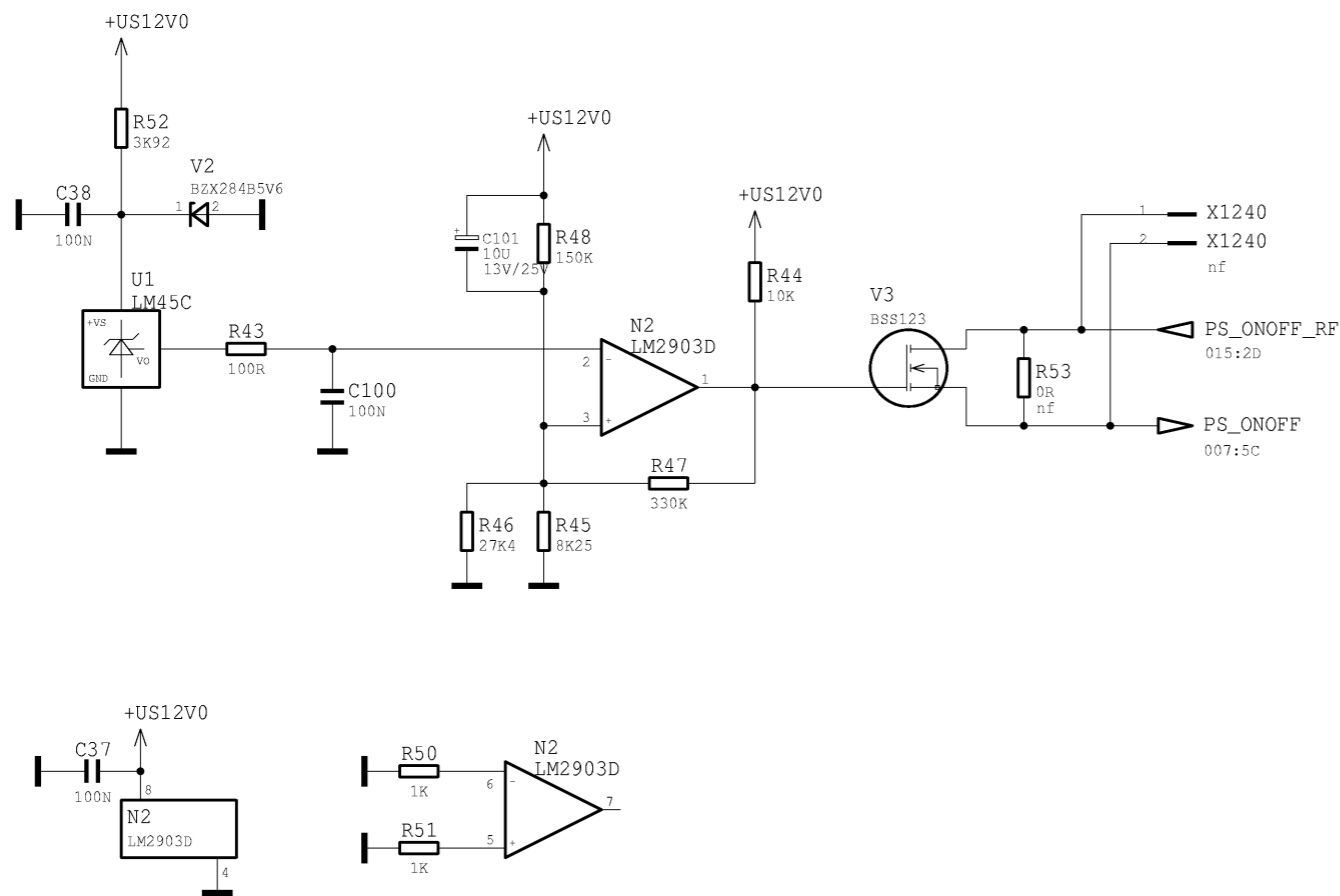 +US12V0
R52
3K92
V2
BZX284B5V6
1 2
C38
100N
U1
LM45C
+VS
VO
GND
R43
100R
C100
100N
+US12V0
+
C101
10U
13V/25V
R48
150K
N2
LM2903D
2
-
1
3
+
+US12V0
R44
10K
R47
330K
R46
27K4
R45
8K25
V3
BSS123
1
X1240
2
X1240
nf
PS_ONOFF_RF
015:2D
R53
0R
nf
PS_ONOFF
007:5C
+US12V0
C37
100N
8
N2
LM2903D
4
R50
1K
R51
1K
N2
LM2903D
6
-
7
5
+